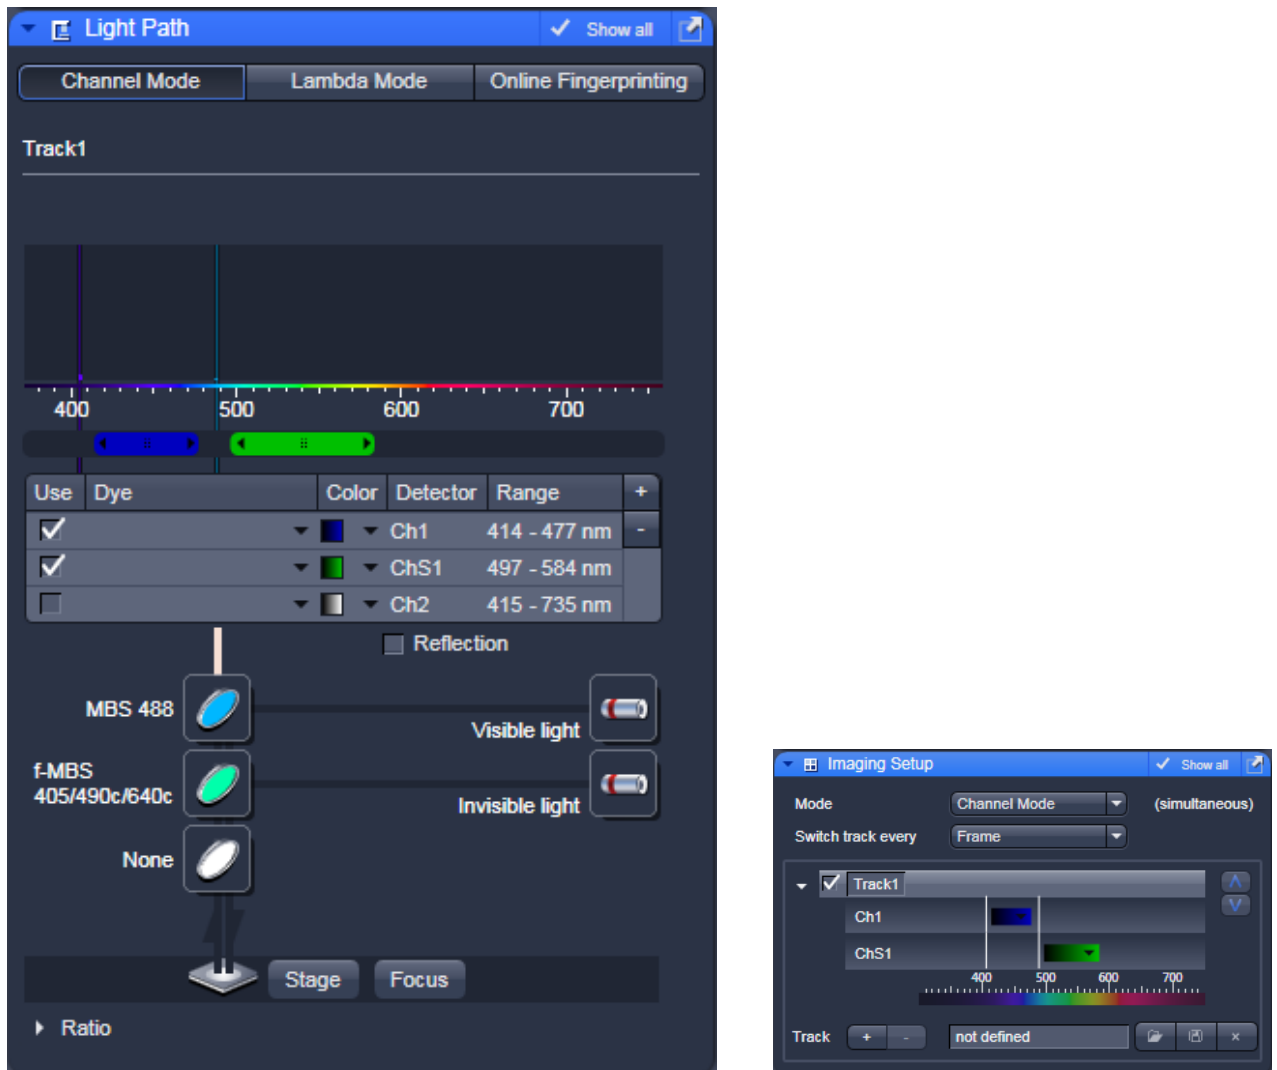 Light Path
Show all
Channel Mode
Lambda Mode
Online Fingerprinting
Track1
400 500 600 700
Use Dye Color Detector Range +
Ch1 414 - 477 nm -
ChS1 497 - 584 nm
Ch2 415 - 735 nm
Reflection
MBS 488
Visible light
f-MBS
405/490c/640c
Invisible light
None
Stage
Focus
Ratio
Imaging Setup
Show all
Mode Channel Mode (simultaneous)
Switch track every Frame
Track1
Ch1
ChS1
400 500 600 700
Track + - not defined ×